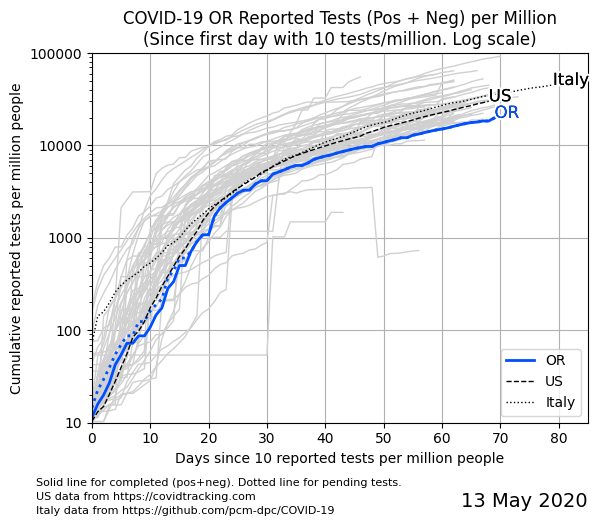 COVID-19 OR Reported Tests (Pos + Neg) per Million
(Since first day with 10 tests/million. Log scale)
Cumulative reported tests per million people
100000
10000
1000
100
10
Italy
US
OR
OR
US
Italy
0 10 20 30 40 50 60 70 80
Days since 10 reported tests per million people
Solid line for completed (pos+neg). Dotted line for pending tests.
US data from https://covidtracking.com
Italy data from https://github.com/pcm-dpc/COVID-19
13 May 2020